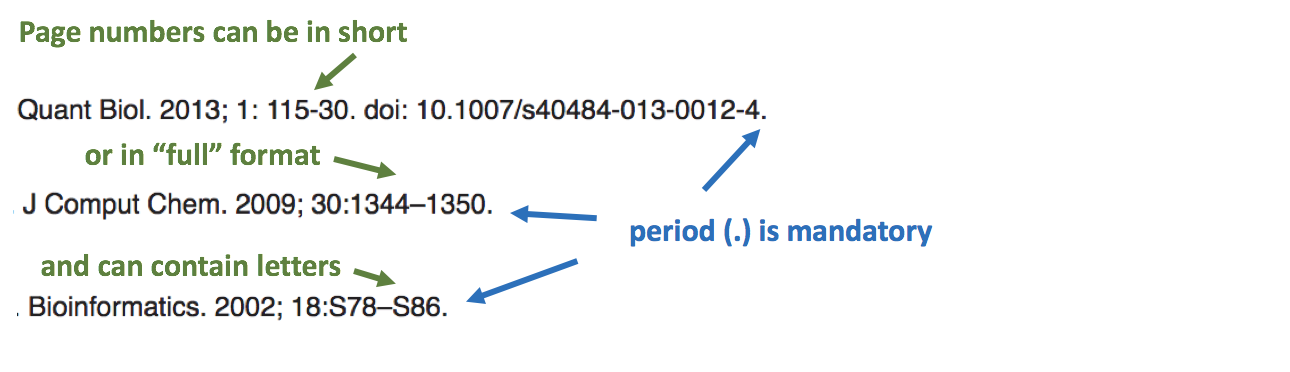 Page numbers can be in short
Quant Biol. 2013; 1: 115-30. doi: 10.1007/s40484-013-0012-4.
or in “full” format
J Comput Chem. 2009; 30:1344–1350.
period (.) is mandatory
and can contain letters
. Bioinformatics. 2002; 18:S78–S86.